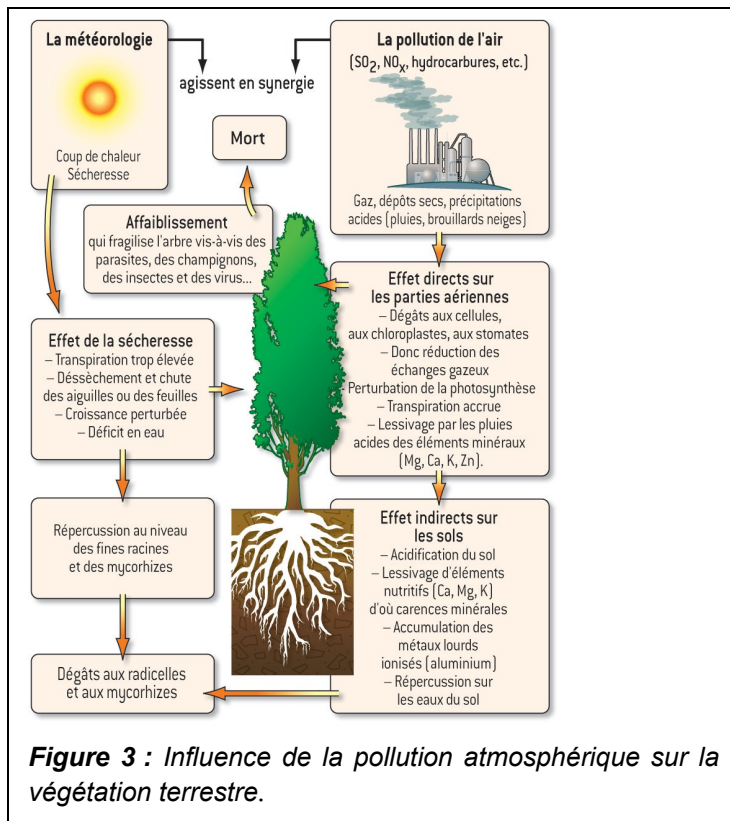 La météorologie
Coup de chaleur
Sécheresse
agissent en synergie
La pollution de l'air
(SO2, NOX, hydrocarbures, etc.)
Gaz, dépôts secs, précipitations
acides (pluies, brouillards neiges)
Mort
Affaiblissement
qui fragilise l'arbre vis-à-vis des
parasites, des champignons,
des insectes et des virus...
Effet de la sécheresse
– Transpiration trop élevée
– Déssèchement et chute
des aiguilles ou des feuilles
– Croissance perturbée
– Déficit en eau
Effet directs sur
les parties aériennes
– Dégâts aux cellules,
aux chloroplastes, aux stomates
– Donc réduction des
échanges gazeux
Perturbation de la photosynthèse
– Transpiration accrue
– Lessivage par les pluies
acides des éléments minéraux
(Mg, Ca, K, Zn).
Répercussion au niveau
des fines racines
et des mycorhizes
Effet indirects sur
les sols
– Acidification du sol
– Lessivage d'éléments
nutritifs (Ca, Mg, K)
d'où carences minérales
– Accumulation des
métaux lourds
ionisés (aluminium)
– Répercussion sur
les eaux du sol
Dégâts aux radicelles
et aux mycorhizes
Figure 3 : Influence de la pollution atmosphérique sur la
végétation terrestre.